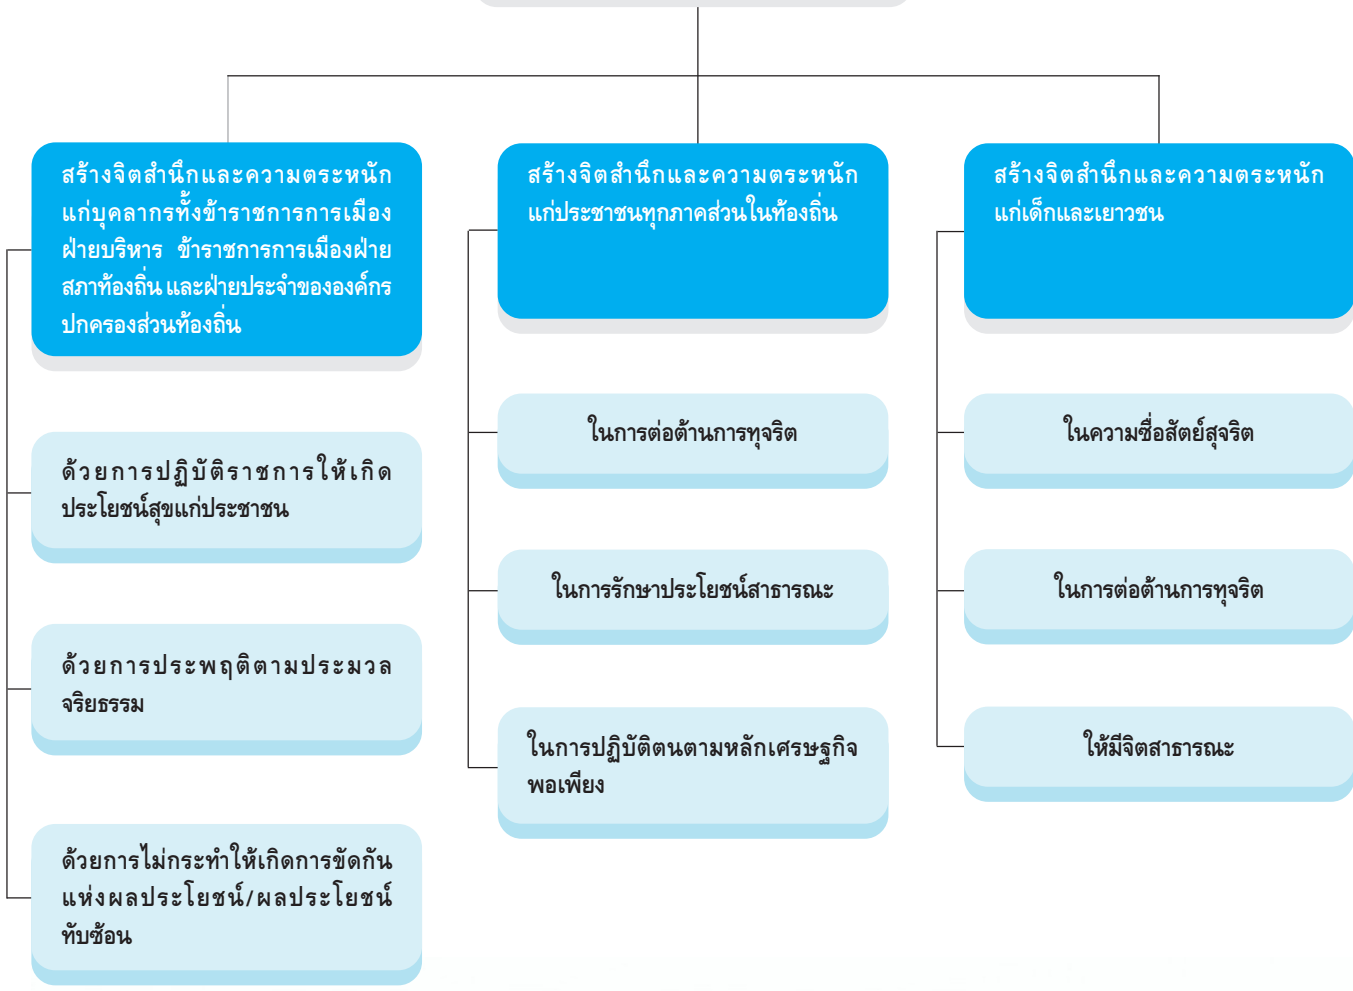 สร้างจิตสำนึกและความตระหนัก
แก่บุคลากรทั้งข้าราชการการเมือง
ฝ่ายบริหาร ข้าราชการการเมืองฝ่าย
สภาท้องถิ่น และฝ่ายประจำขององค์กร
ปกครองส่วนท้องถิ่น
ด้วยการปฏิบัติราชการให้เกิด
ประโยชน์สุขแก่ประชาชน
ด้วยการประพฤติตามประมวล
จริยธรรม
ด้วยการไม่กระทำให้เกิดการขัดกัน
แห่งผลประโยชน์/ผลประโยชน์
ทับซ้อน
สร้างจิตสำนึกและความตระหนัก
แก่ประชาชนทุกภาคส่วนในท้องถิ่น
ในการต่อต้านการทุจริต
ในการรักษาประโยชน์สาธารณะ
ในการปฏิบัติตนตามหลักเศรษฐกิจ
พอเพียง
สร้างจิตสำนึกและความตระหนัก
แก่เด็กและเยาวชน
ในความซื่อสัตย์สุจริต
ในการต่อต้านการทุจริต
ให้มีจิตสาธารณะ